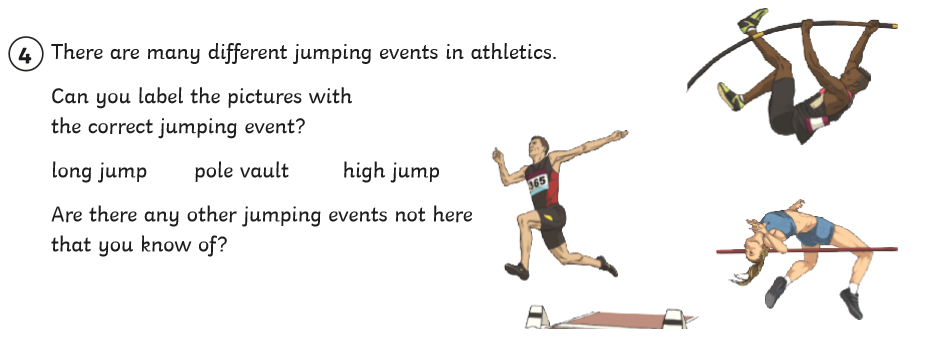 4 There are many different jumping events in athletics.
Can you label the pictures with
the correct jumping event?
long jump pole vault high jump
Are there any other jumping events not here
that you know of?
365